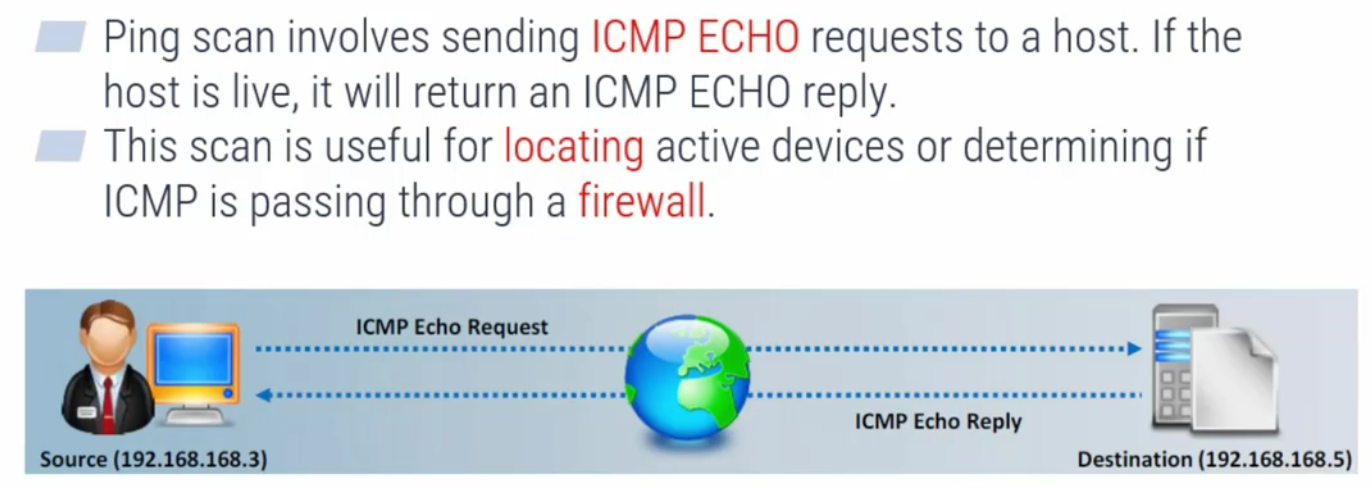 Ping scan involves sending ICMP ECHO requests to a host. If the
host is live, it will return an ICMP ECHO reply.
This scan is useful for locating active devices or determining if
ICMP is passing through a firewall.
ICMP Echo Request
ICMP Echo Reply
Source (192.168.168.3)
Destination (192.168.168.5)